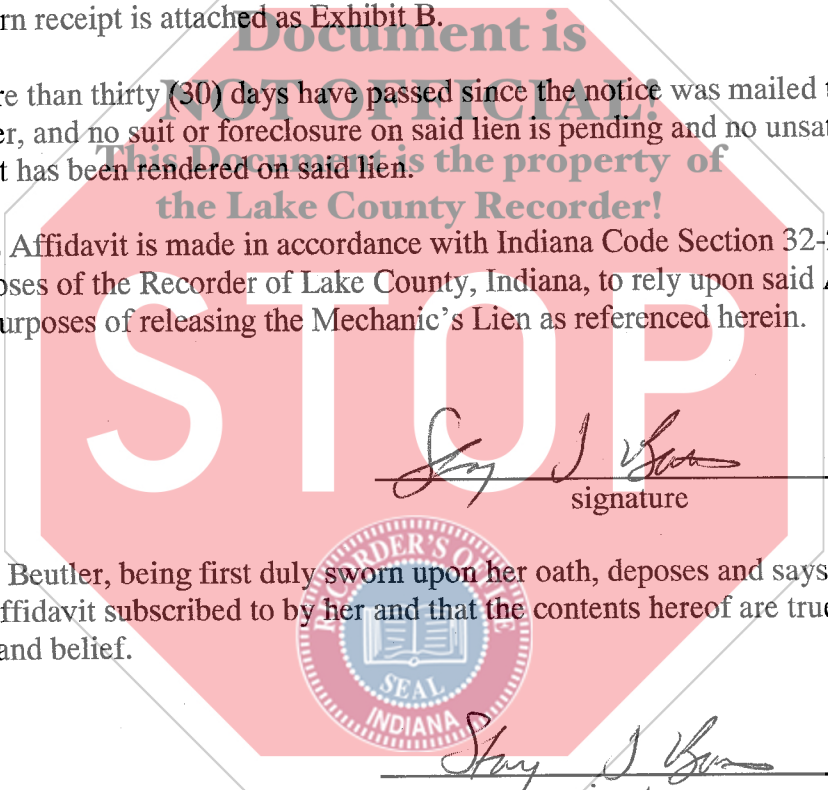 rn receipt is attached as Exhibit B.
Document is
NOT OFFICIAL!
re than thirty (30) days have passed since the notice was mailed t
er, and no suit or foreclosure on said lien is pending and no unsat
This Document is the property of
t has been rendered on said lien.
the Lake County Recorder!
Affidavit is made in accordance with Indiana Code Section 32-
oses of the Recorder of Lake County, Indiana, to rely upon said A
urposes of releasing the Mechanic's Lien as referenced herein.
STOP
signature
Beutler, being first duly sworn upon her oath, deposes and says
ffidavit subscribed to by her and that the contents hereof are true
and belief.
RECORDER'S OFFICE
SEAL
INDIANA